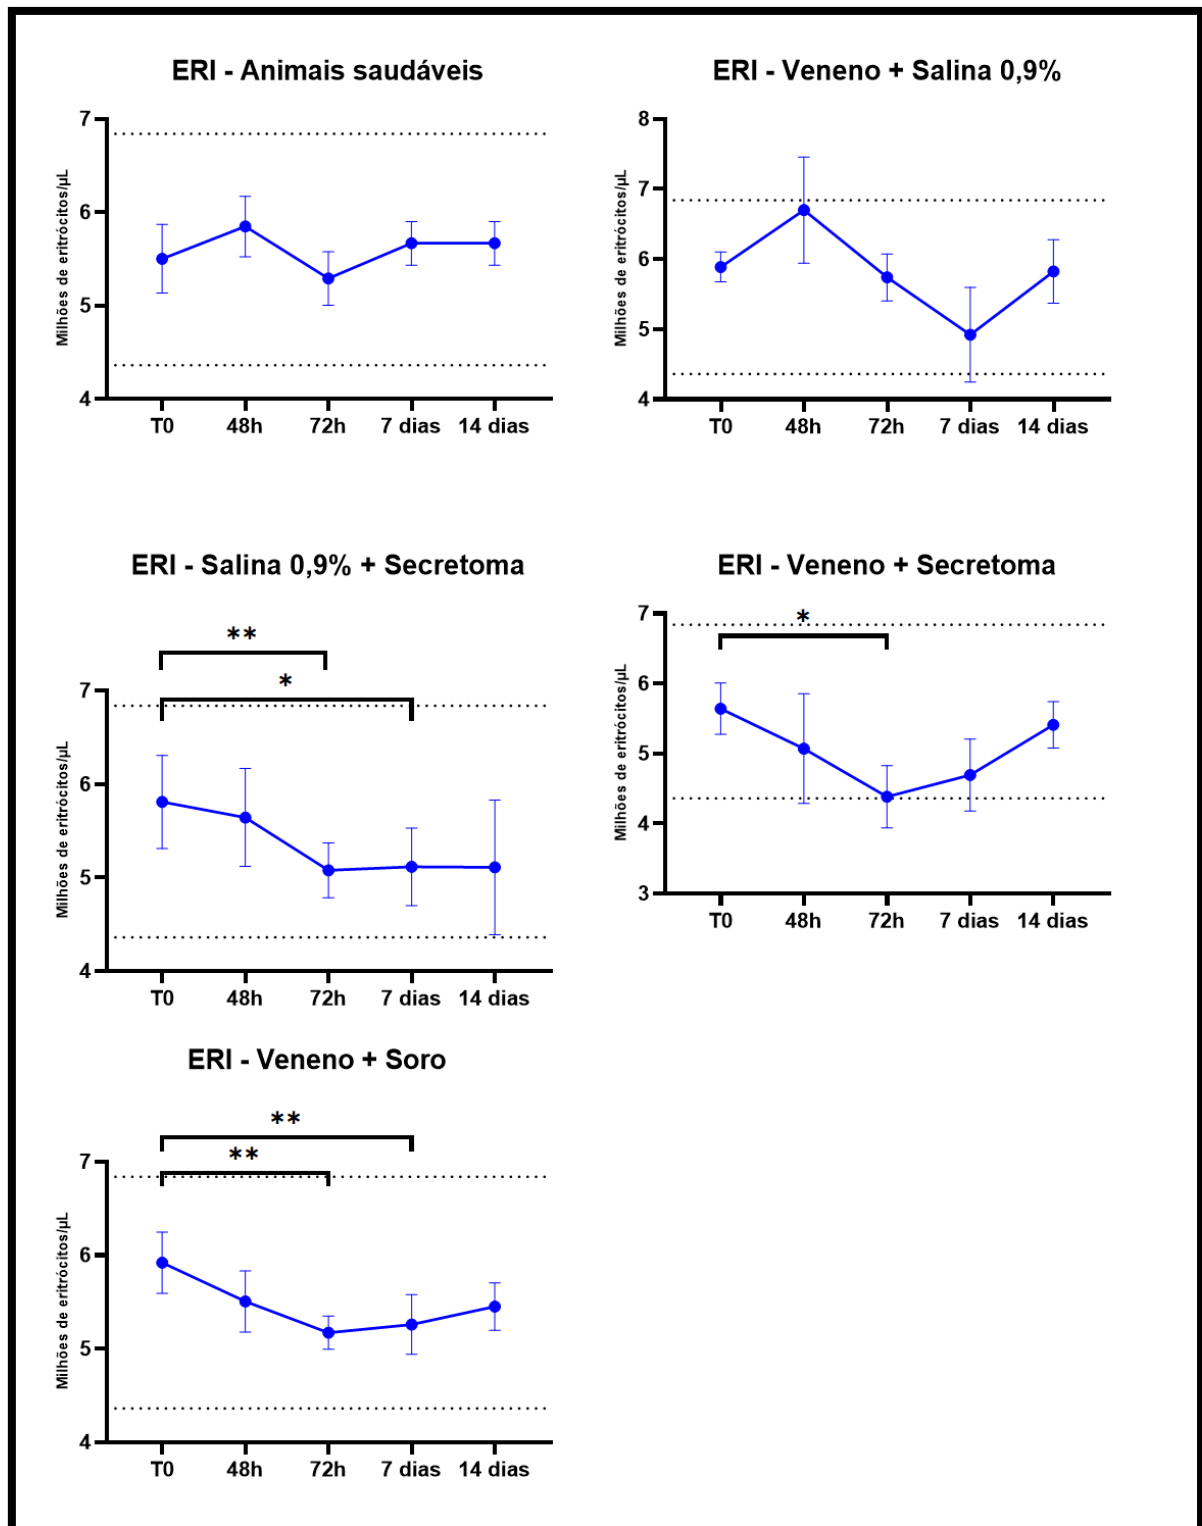 ERI - Animais saudáveis
Milhões de eritrócitos/µL
7
6
5
4
T0 48h 72h 7 dias 14 dias
ERI - Veneno + Salina 0,9%
Milhões de eritrócitos/µL
8
7
6
5
4
T0 48h 72h 7 dias 14 dias
ERI - Salina 0,9% + Secretoma
**
*
Milhões de eritrócitos/µL
7
6
5
4
T0 48h 72h 7 dias 14 dias
ERI - Veneno + Secretoma
*
Milhões de eritrócitos/µL
7
6
5
4
3
T0 48h 72h 7 dias 14 dias
ERI - Veneno + Soro
**
**
Milhões de eritrócitos/µL
7
6
5
4
T0 48h 72h 7 dias 14 dias